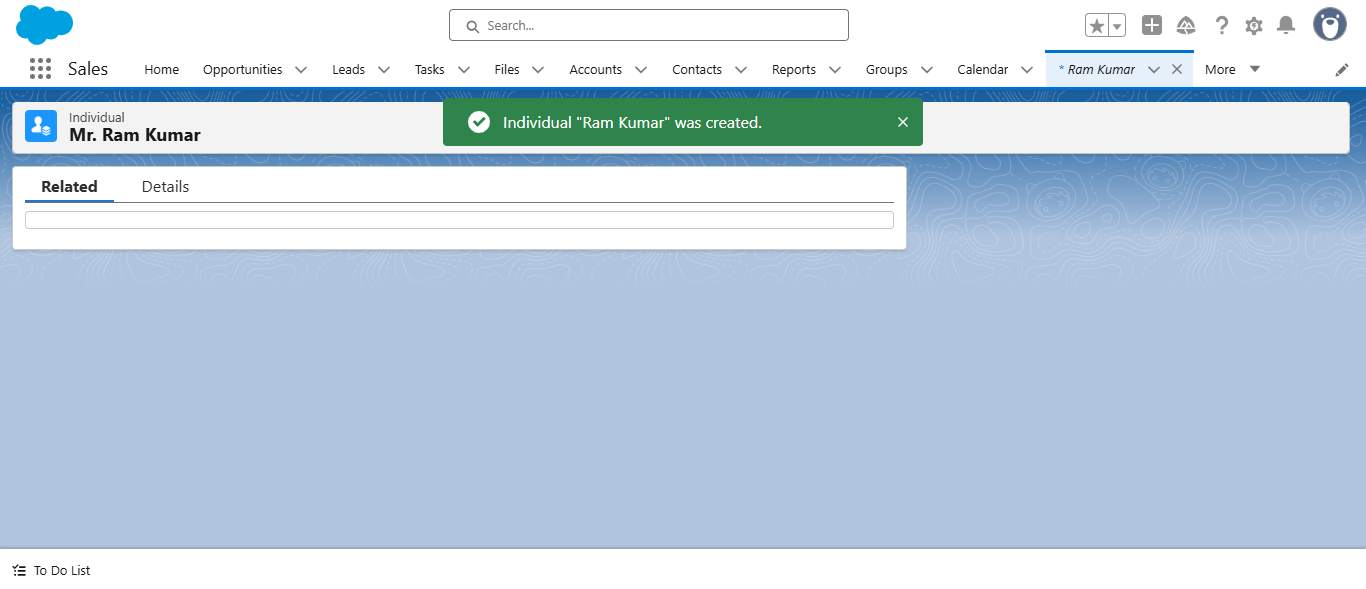 Search...
Sales
Home
Opportunities
Leads
Tasks
Files
Accounts
Contacts
Reports
Groups
Calendar
* Ram Kumar
More
Individual
Mr. Ram Kumar
Individual "Ram Kumar" was created.
Related
Details
To Do List